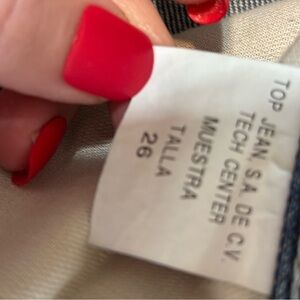 TOP JEAN, S.A. DE C.V.
TECH CENTER
MUESTRA
TALLA
26